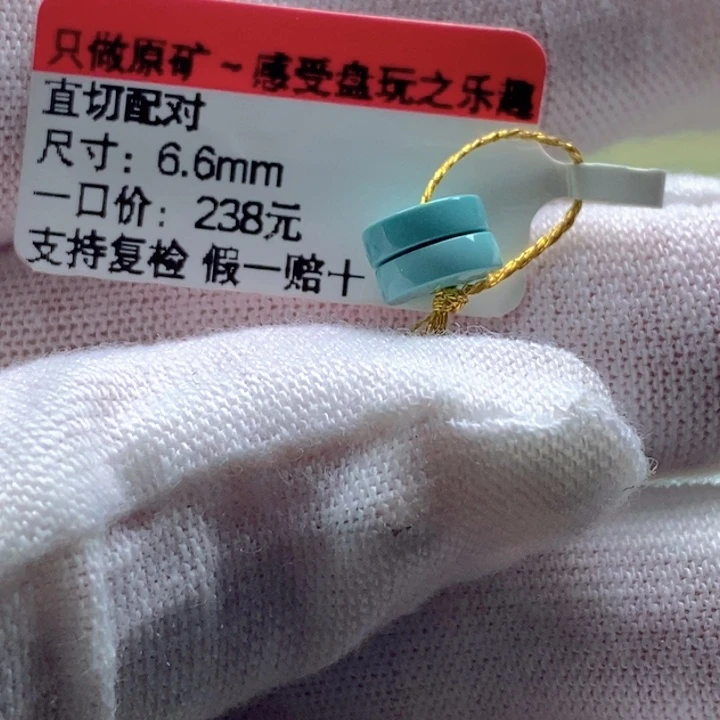 只做原矿~感受盘玩之乐趣
直切配对
尺寸：6.6mm
一口价：238元
支持复检 假一赔十